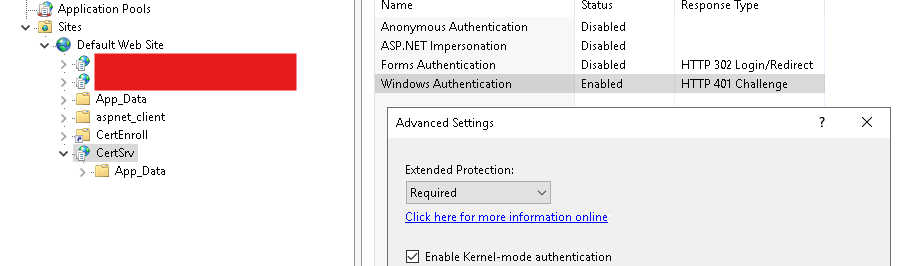 Application Pools
Sites
Default Web Site
App_Data
aspnet_client
CertEnroll
CertSrv
App_Data
Name Status Response Type
Anonymous Authentication Disabled
ASP.NET Impersonation Disabled
Forms Authentication Disabled HTTP 302 Login/Redirect
Windows Authentication Enabled HTTP 401 Challenge
Advanced Settings ?
Extended Protection:
Required
Click here for more information online
Enable Kernel-mode authentication